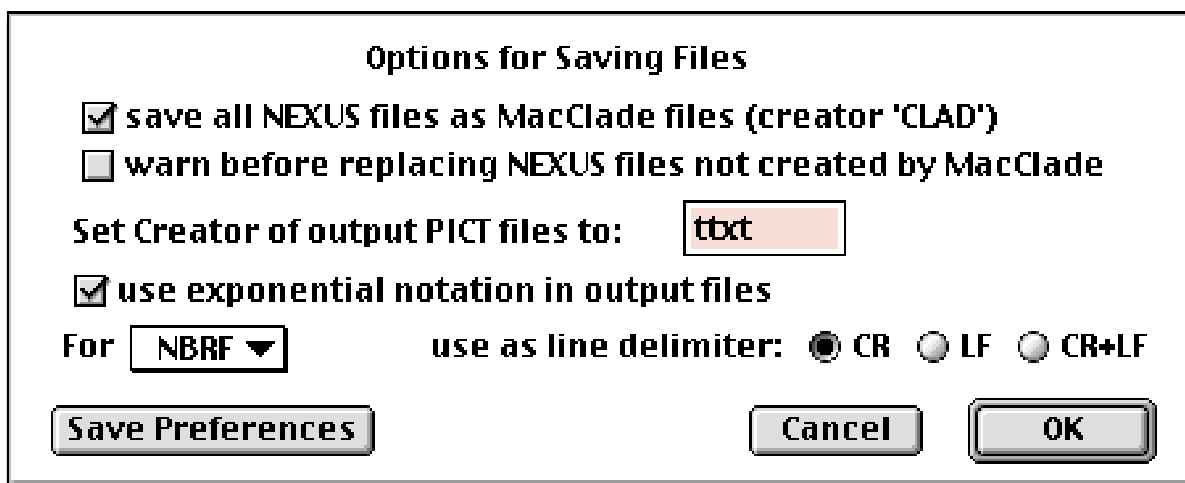 Options for Saving Files
save all NEXUS files as MacClade files (creator 'CLAD')
warn before replacing NEXUS files not created by MacClade
Set Creator of output PICT files to: ttxt
use exponential notation in output files
For NBRF use as line delimiter: CR LF CR+LF
Save Preferences Cancel OK